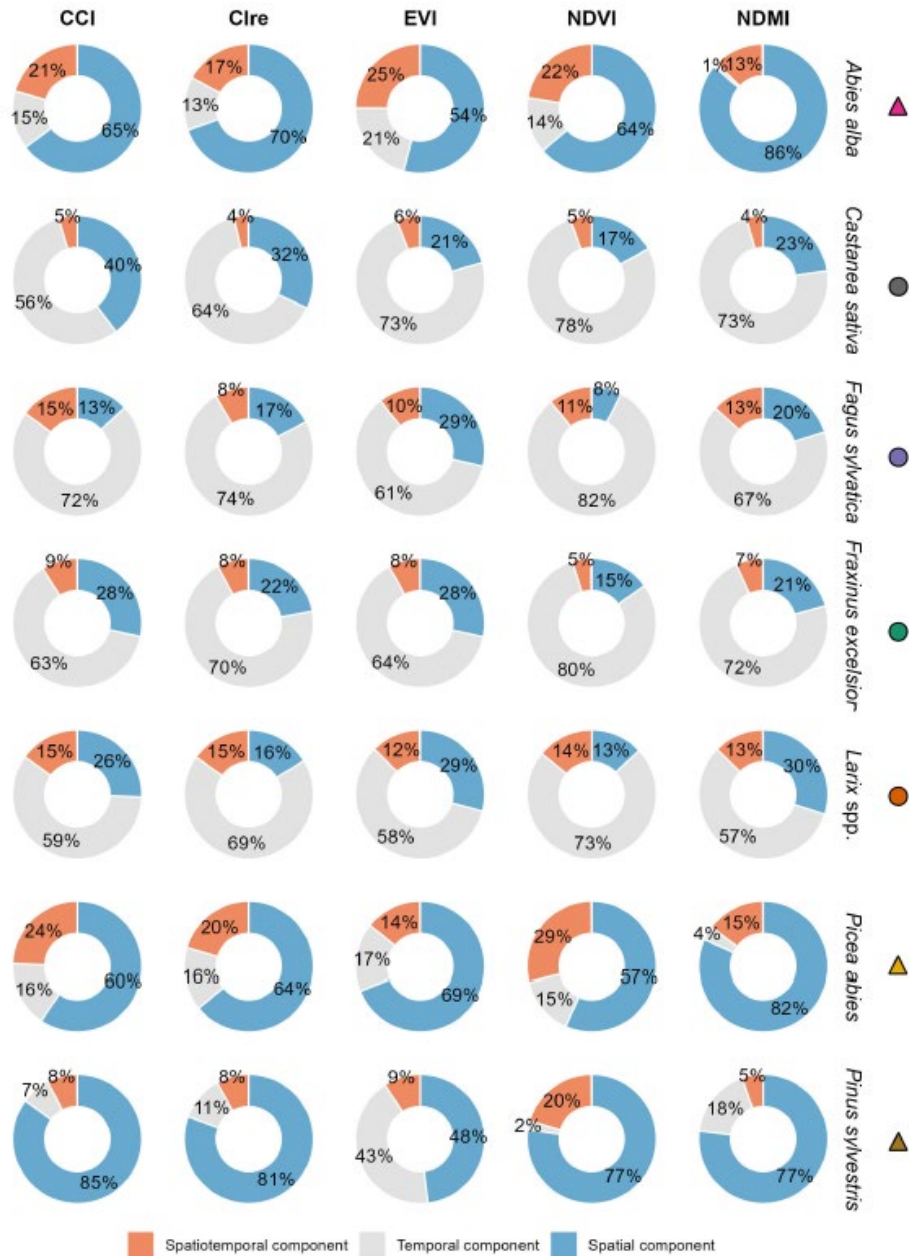 CCI CIre EVI NDVI NDMI
21% 15% 65%
17% 13% 70%
25% 21% 54%
22% 14% 64%
1% 13% 86%
Abies alba
5% 40% 56%
4% 32% 64%
6% 21% 73%
5% 17% 78%
4% 23% 73%
Castanea sativa
15% 13% 72%
8% 17% 74%
10% 29% 61%
11% 8% 82%
13% 20% 67%
Fagus sylvatica
9% 28% 63%
8% 22% 70%
8% 28% 64%
5% 15% 80%
7% 21% 72%
Fraxinus excelsior
15% 26% 59%
15% 16% 69%
12% 29% 58%
14% 13% 73%
13% 30% 57%
Larix spp.
24% 16% 60%
20% 16% 64%
14% 17% 69%
29% 15% 57%
4% 15% 82%
Picea abies
7% 8% 85%
8% 11% 81%
9% 43% 48%
20% 2% 77%
5% 18% 77%
Pinus sylvestris
Spatiotemporal component Temporal component Spatial component